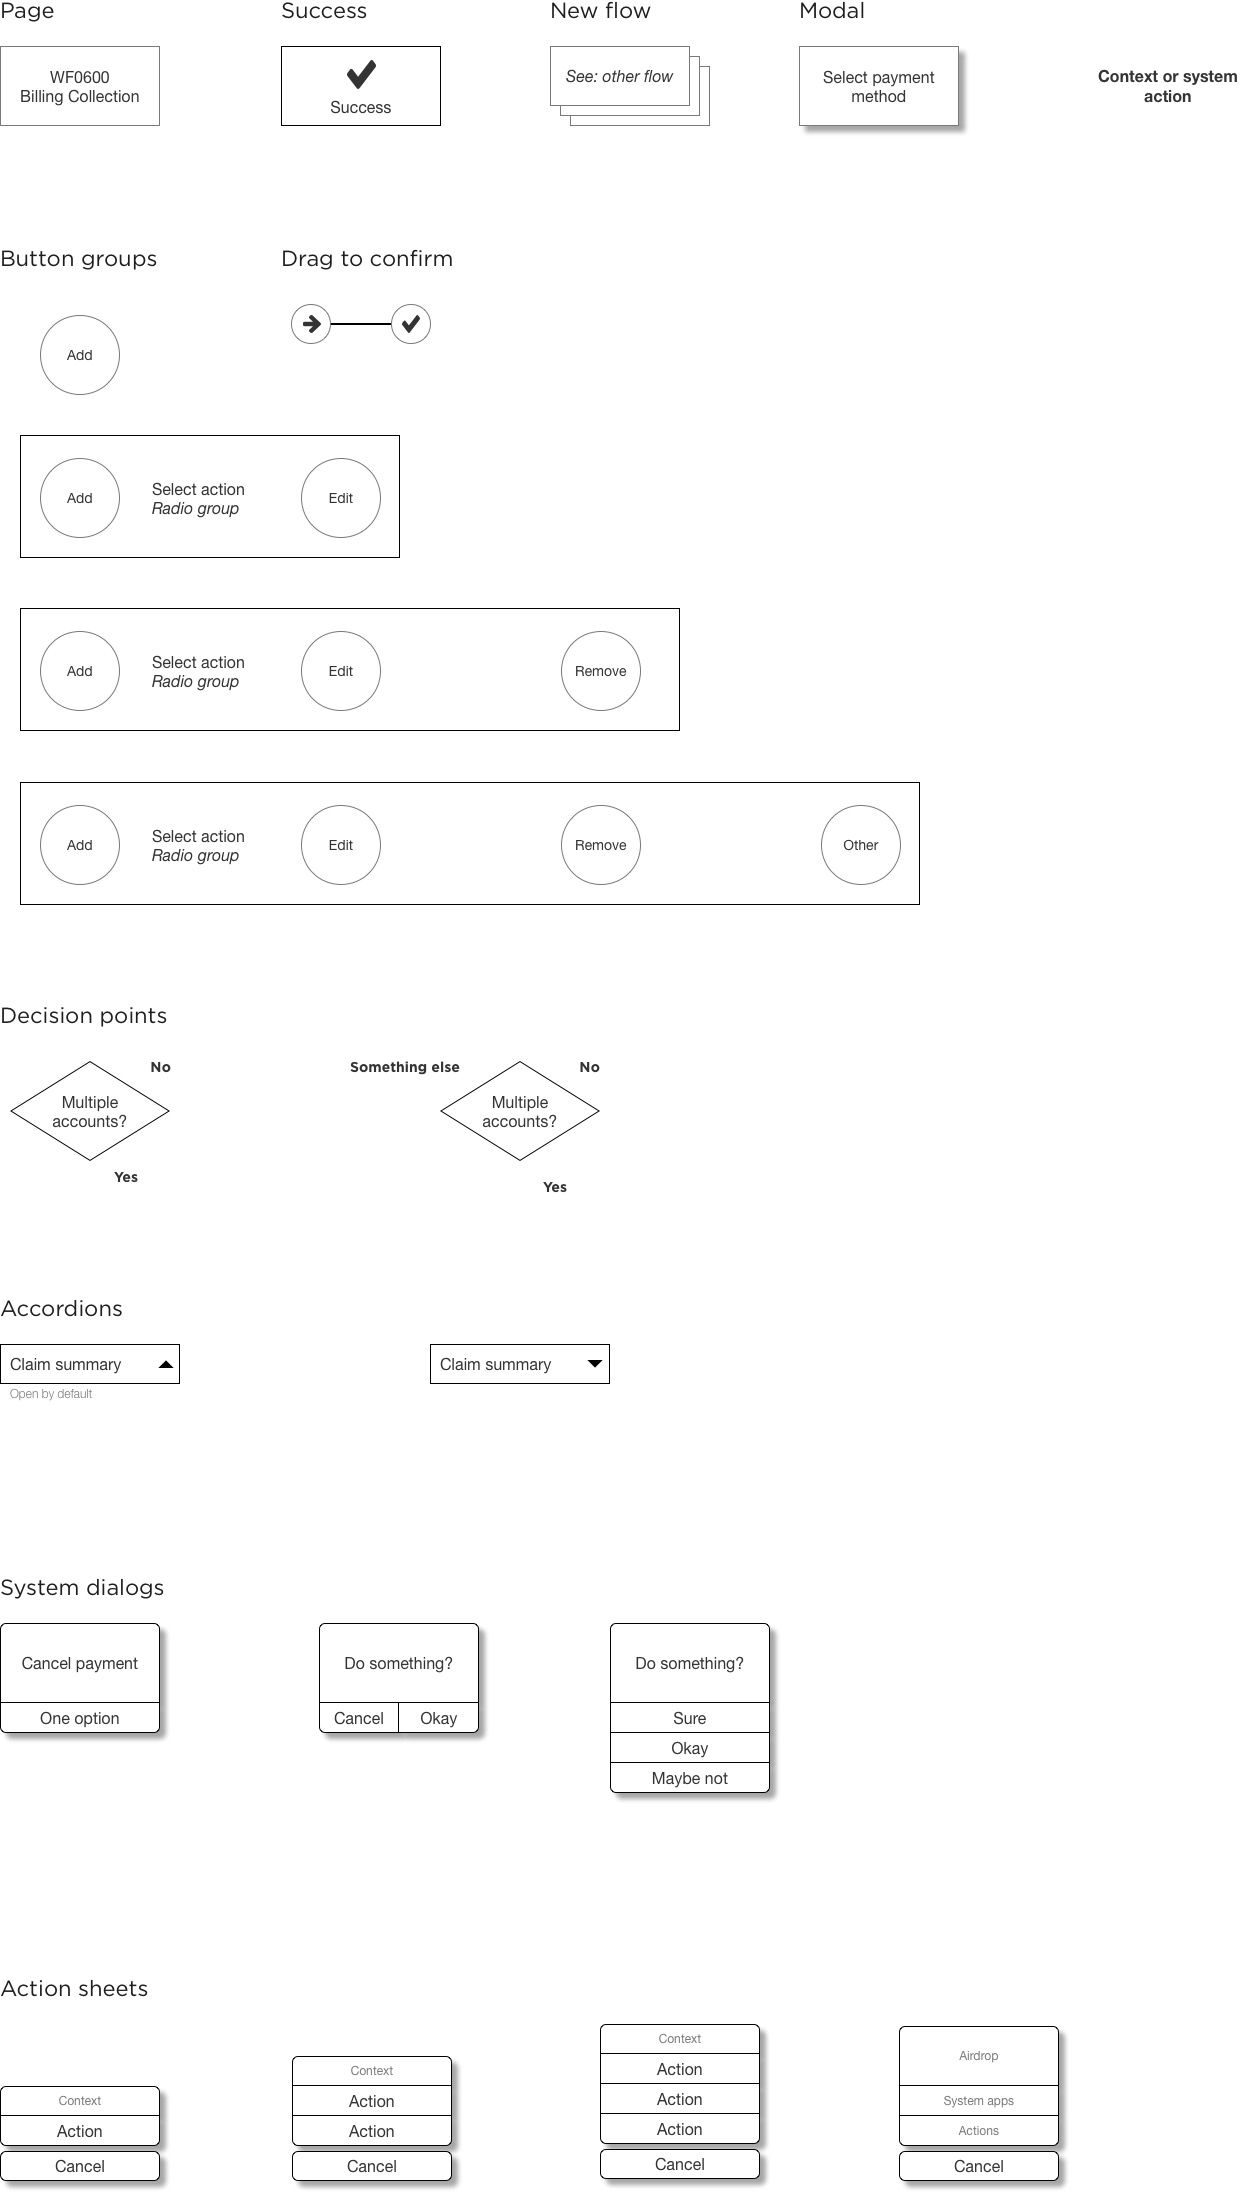 Page
Success
New flow
Modal
WF0600
Billing Collection
Success
See: other flow
Select payment
method
Context or system
action
Button groups
Drag to confirm
Add
Add
Select action
Radio group
Edit
Add
Select action
Radio group
Edit
Remove
Add
Select action
Radio group
Edit
Remove
Other
Decision points
No
Multiple
accounts?
Yes
Something else
No
Multiple
accounts?
Yes
Accordions
Claim summary
Open by default
Claim summary
System dialogs
Cancel payment
One option
Do something?
Cancel
Okay
Do something?
Sure
Okay
Maybe not
Action sheets
Context
Action
Cancel
Context
Action
Action
Cancel
Context
Action
Action
Action
Cancel
Airdrop
System apps
Actions
Cancel